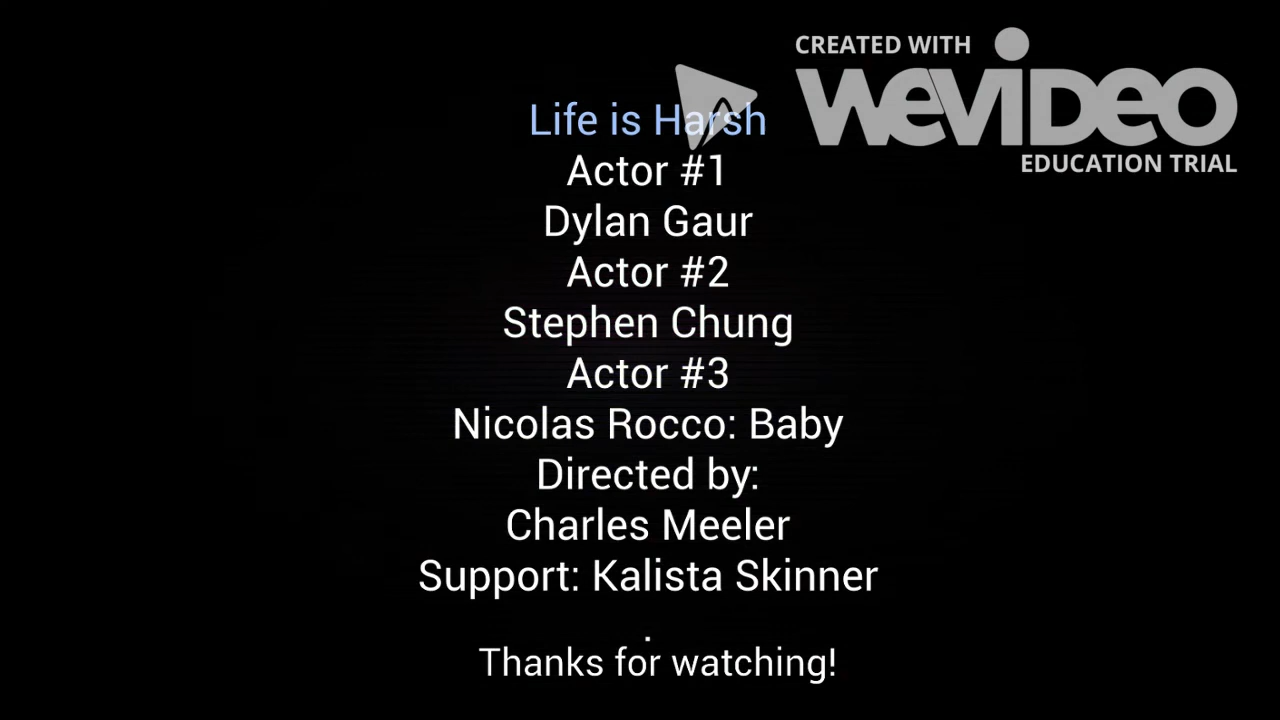 CREATED WITH
WeVIDEO
EDUCATION TRIAL
Life is Harsh
Actor #1
Dylan Gaur
Actor #2
Stephen Chung
Actor #3
Nicolas Rocco: Baby
Directed by:
Charles Meeler
Support: Kalista Skinner
.
Thanks for watching!